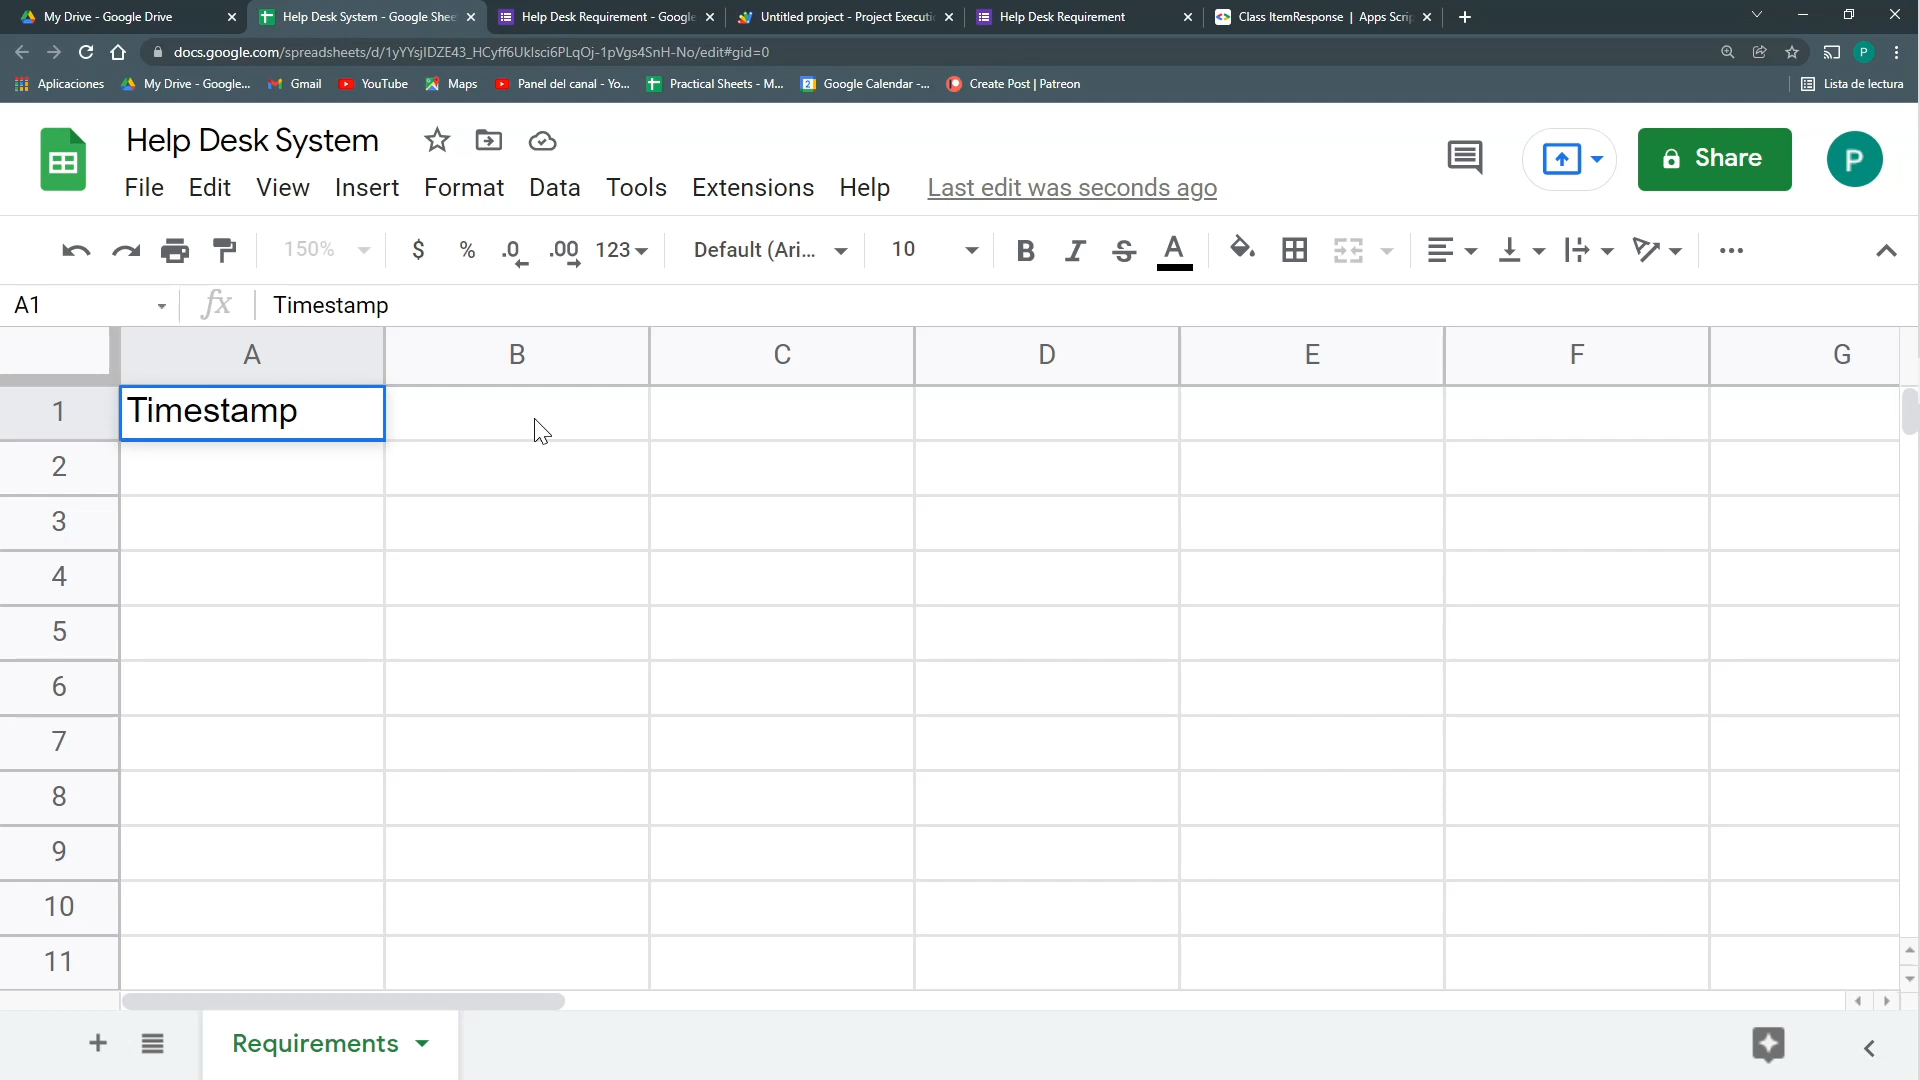 My Drive - Google Drive
Help Desk System - Google Shee
Help Desk Requirement - Google
Untitled project - Project Executi
Help Desk Requirement
Class ItemResponse | Apps Scrip
docs.google.com/spreadsheets/d/1yYYsjIDZE43_HCyff6Uklsci6PLqOj-1pVgs4SnH-No/edit#gid=0
P
Aplicaciones
My Drive - Google...
Gmail
YouTube
Maps
Panel del canal - Yo...
Practical Sheets - M...
Google Calendar -...
Create Post | Patreon
Lista de lectura
Help Desk System
Share
P
File Edit View Insert Format Data Tools Extensions Help Last edit was seconds ago
150% $ % .0 .00 123 Default (Ari... 10 B I S A
A1 fx Timestamp
A B C D E F G
1 Timestamp
2
3
4
5
6
7
8
9
10
11
Requirements